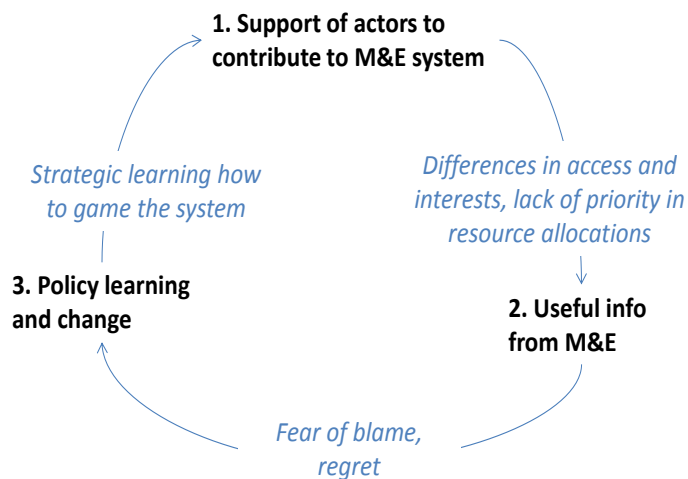 1. Support of actors to
contribute to M&E system
Differences in access and
interests, lack of priority in
resource allocations
2. Useful info
from M&E
Fear of blame,
regret
3. Policy learning
and change
Strategic learning how
to game the system